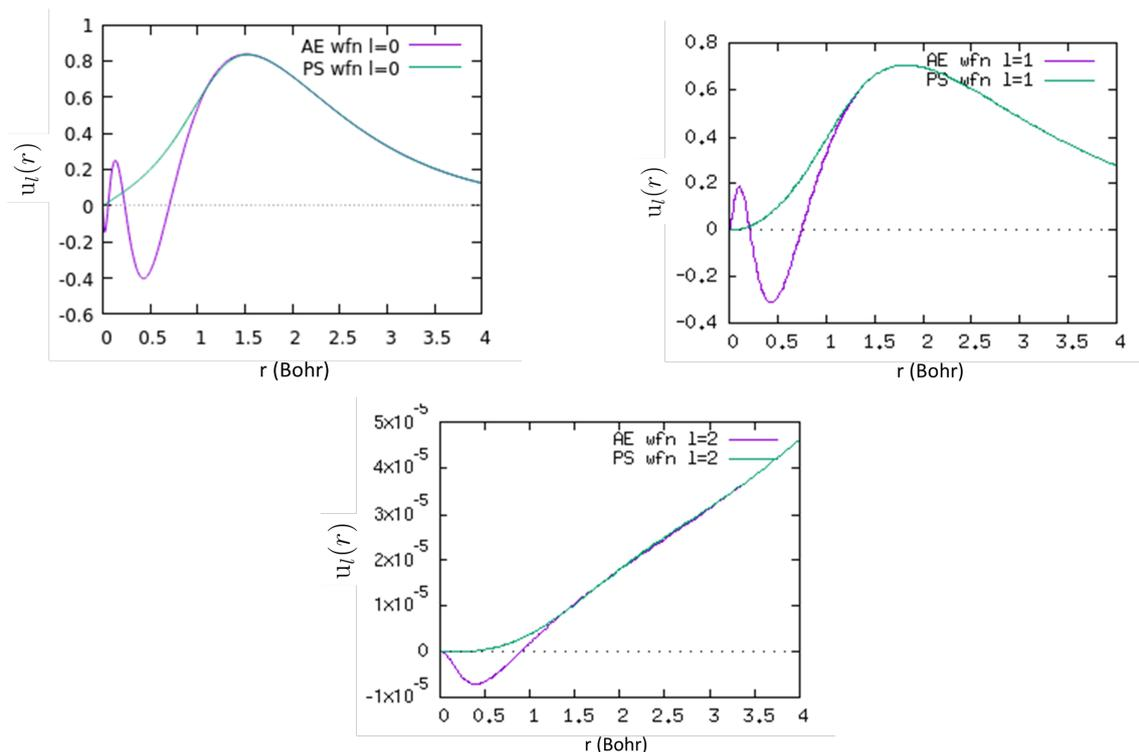 1
0.8
0.6
0.4
0.2
0
-0.2
-0.4
-0.6
AE wfn l=0
PS wfn l=0
u_l(r)
0 0.5 1 1.5 2 2.5 3 3.5 4
r (Bohr)
0.8
0.6
0.4
0.2
0
-0.2
-0.4
AE wfn l=1
PS wfn l=1
u_l(r)
0 0.5 1 1.5 2 2.5 3 3.5 4
r (Bohr)
5x10^-5
4x10^-5
3x10^-5
2x10^-5
1x10^-5
0
-1x10^-5
AE wfn l=2
PS wfn l=2
u_l(r)
0 0.5 1 1.5 2 2.5 3 3.5 4
r (Bohr)